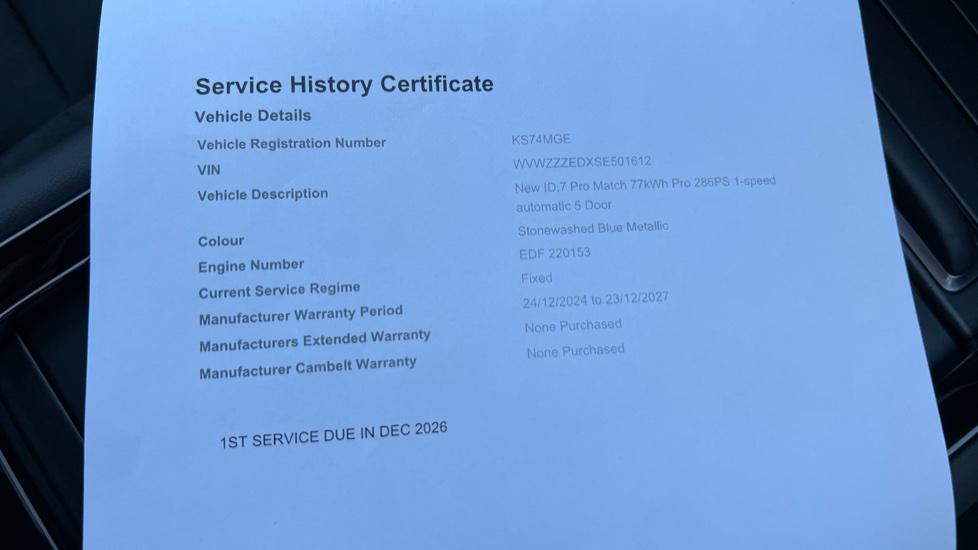 Service History Certificate
Vehicle Details
Vehicle Registration Number KS74MGE
VIN WVWZZZEDXSE501612
Vehicle Description New ID.7 Pro Match 77kWh Pro 286PS 1-speed
automatic 5 Door
Colour Stonewashed Blue Metallic
Engine Number EDF 220153
Current Service Regime Fixed
Manufacturer Warranty Period 24/12/2024 to 23/12/2027
Manufacturers Extended Warranty None Purchased
Manufacturer Cambelt Warranty None Purchased
1ST SERVICE DUE IN DEC 2026